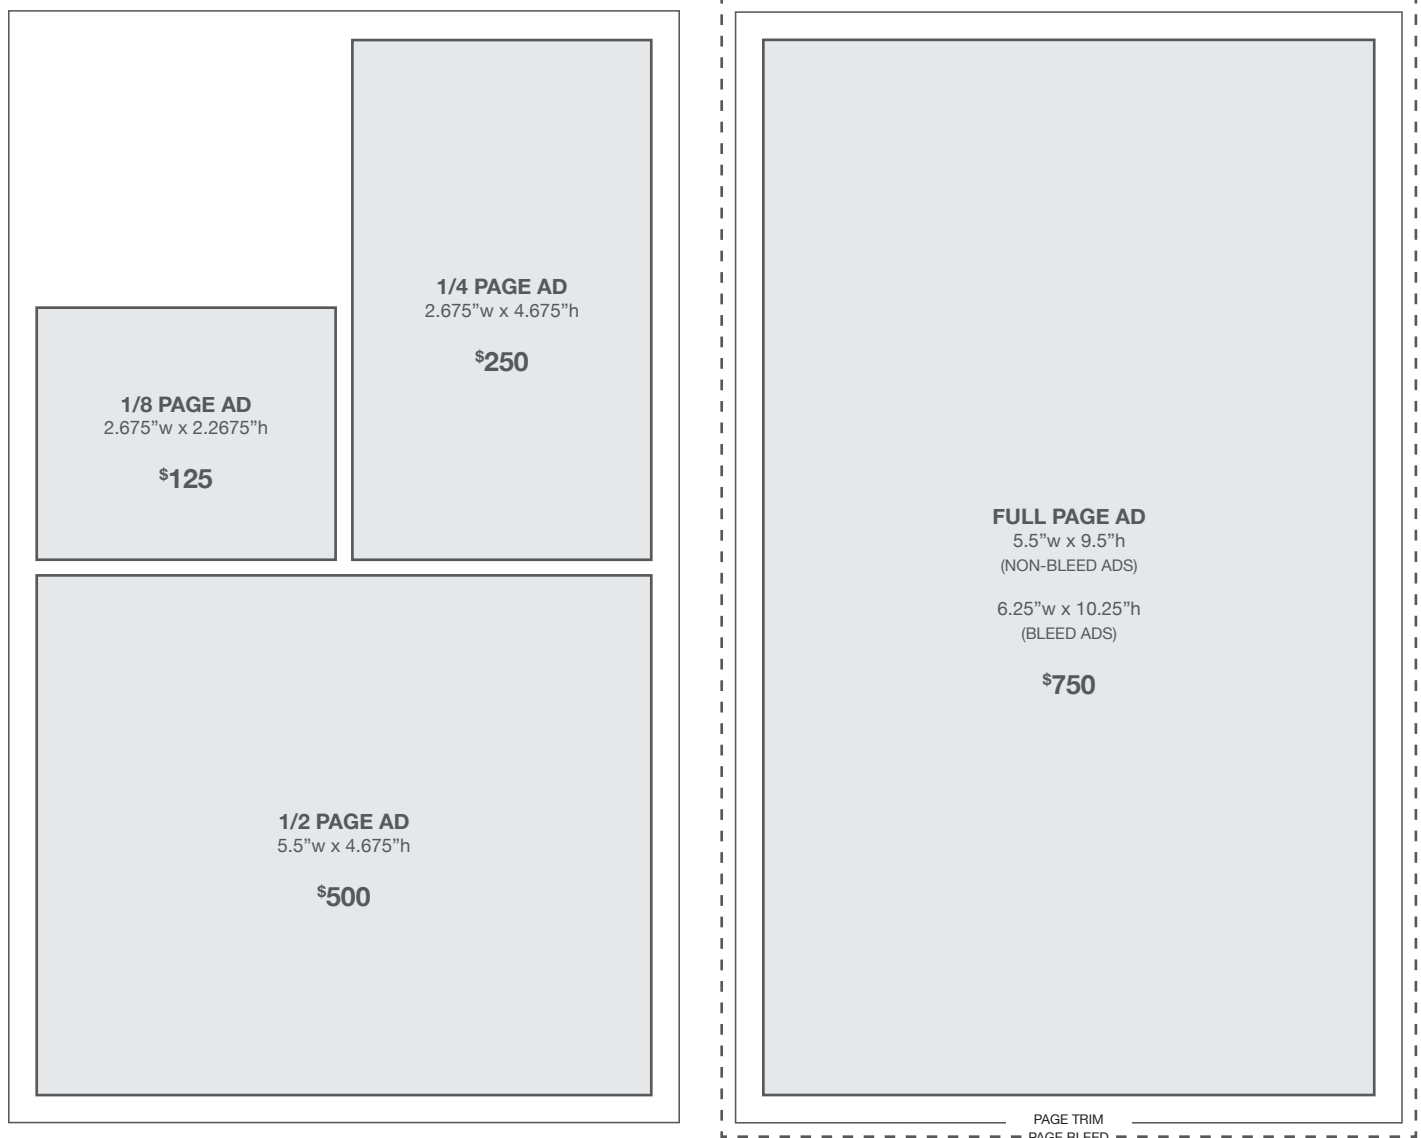 1/4 PAGE AD
2.675”w x 4.675”h
$250
1/8 PAGE AD
2.675”w x 2.2675”h
$125
1/2 PAGE AD
5.5”w x 4.675”h
$500
FULL PAGE AD
5.5”w x 9.5”h
(NON-BLEED ADS)
6.25”w x 10.25”h
(BLEED ADS)
$750
PAGE TRIM
PAGE BLEED